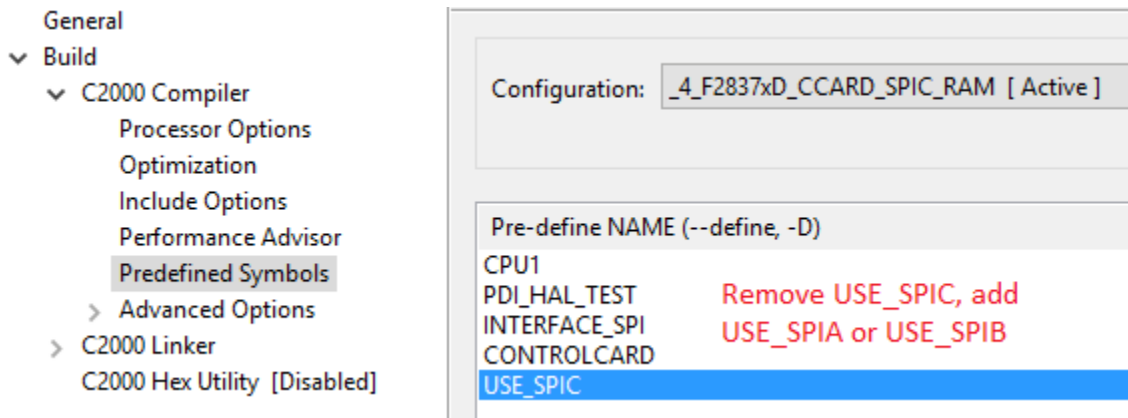 General
Build
C2000 Compiler
Processor Options
Optimization
Include Options
Performance Advisor
Predefined Symbols
Advanced Options
C2000 Linker
C2000 Hex Utility [Disabled]
Configuration: _4_F2837xD_CCARD_SPIC_RAM [ Active ]
Pre-define NAME (--define, -D)
CPU1
PDI_HAL_TEST
INTERFACE_SPI
CONTROLCARD
USE_SPIC
Remove USE_SPIC, add
USE_SPIA or USE_SPIB